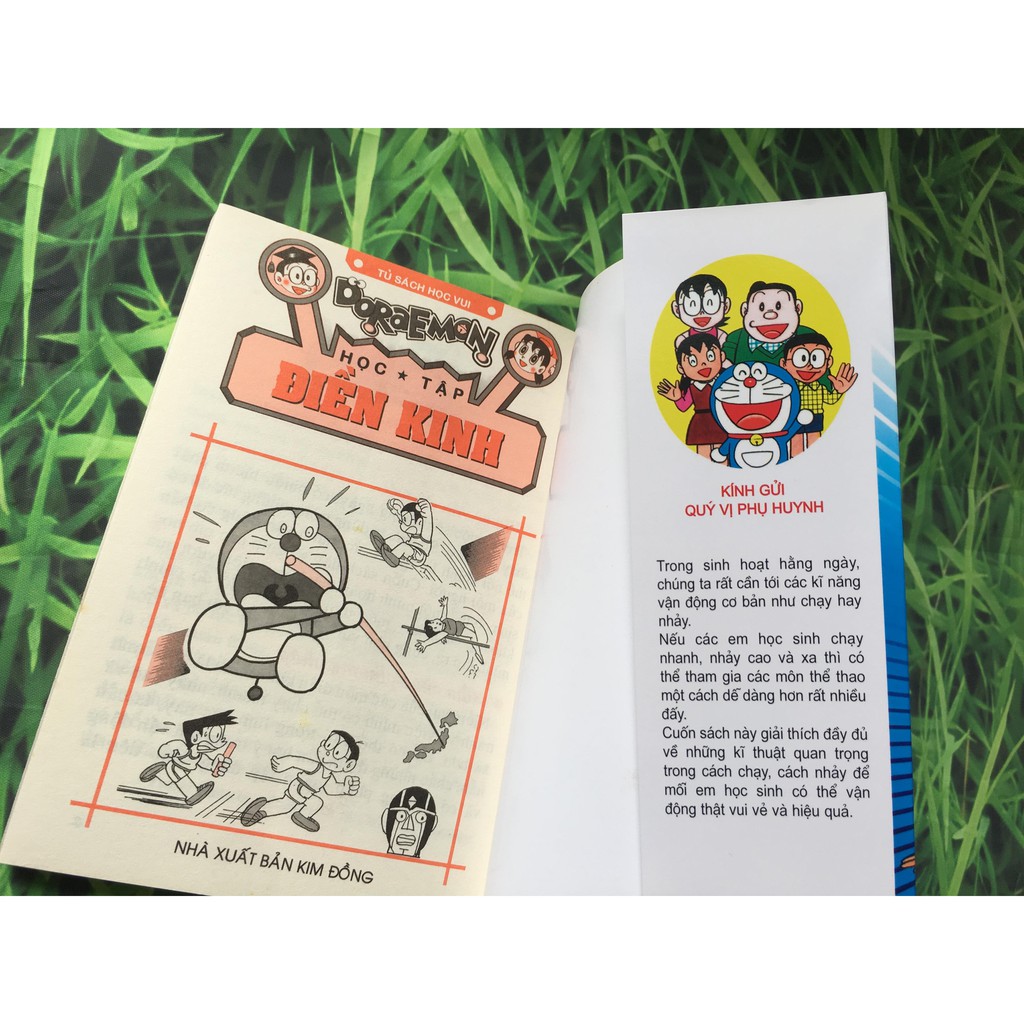 TỦ SÁCH HỌC VUI
DORAEMON
HỌC ★ TẬP
ĐIỀN KINH
NHÀ XUẤT BẢN KIM ĐỒNG
KÍNH GỬI
QUÝ VỊ PHỤ HUYNH
Trong sinh hoạt hằng ngày,
chúng ta rất cần tới các kĩ năng
vận động cơ bản như chạy hay
nhảy.
Nếu các em học sinh chạy
nhanh, nhảy cao và xa thì có
thể tham gia các môn thể thao
một cách dễ dàng hơn rất nhiều
đấy.
Cuốn sách này giải thích đầy đủ
về những kĩ thuật quan trọng
trong cách chạy, cách nhảy để
mỗi em học sinh có thể vận
động thật vui vẻ và hiệu quả.